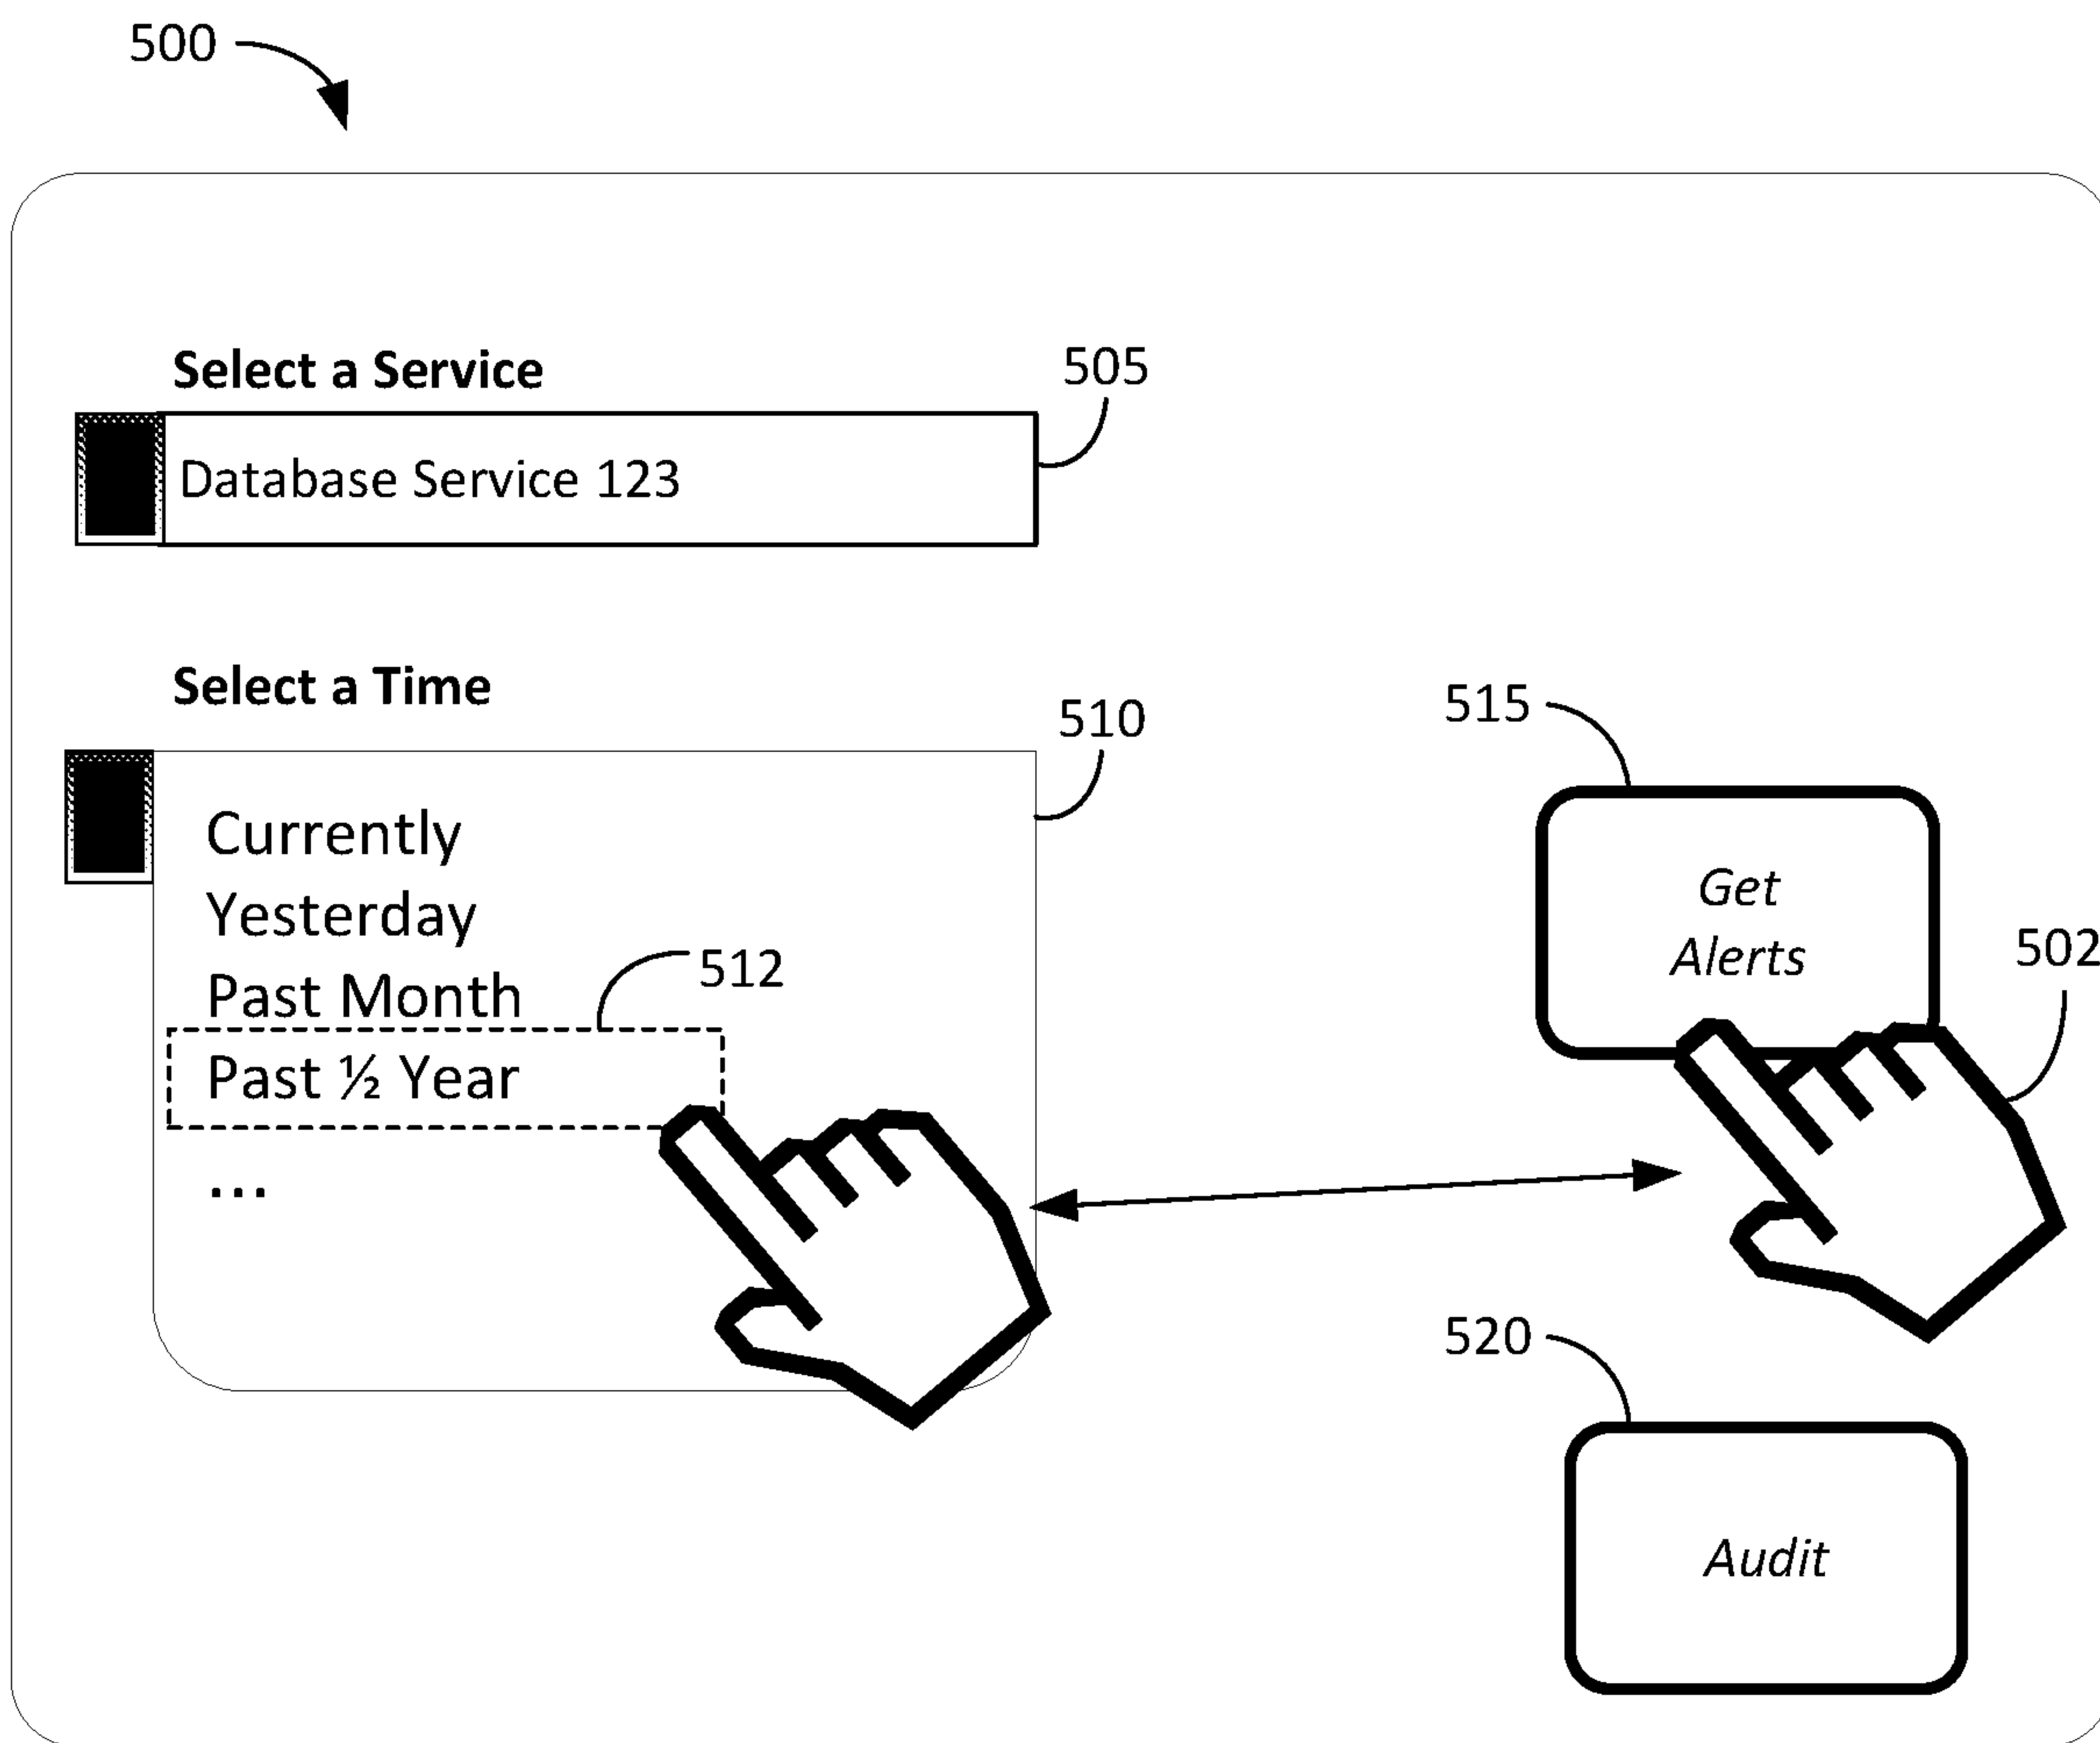 500
Select a Service
505
Database Service 123
Select a Time
510
515
Currently
Get
Yesterday
Alerts
502
512
Past Month
Past ½ Year
...
520
Audit